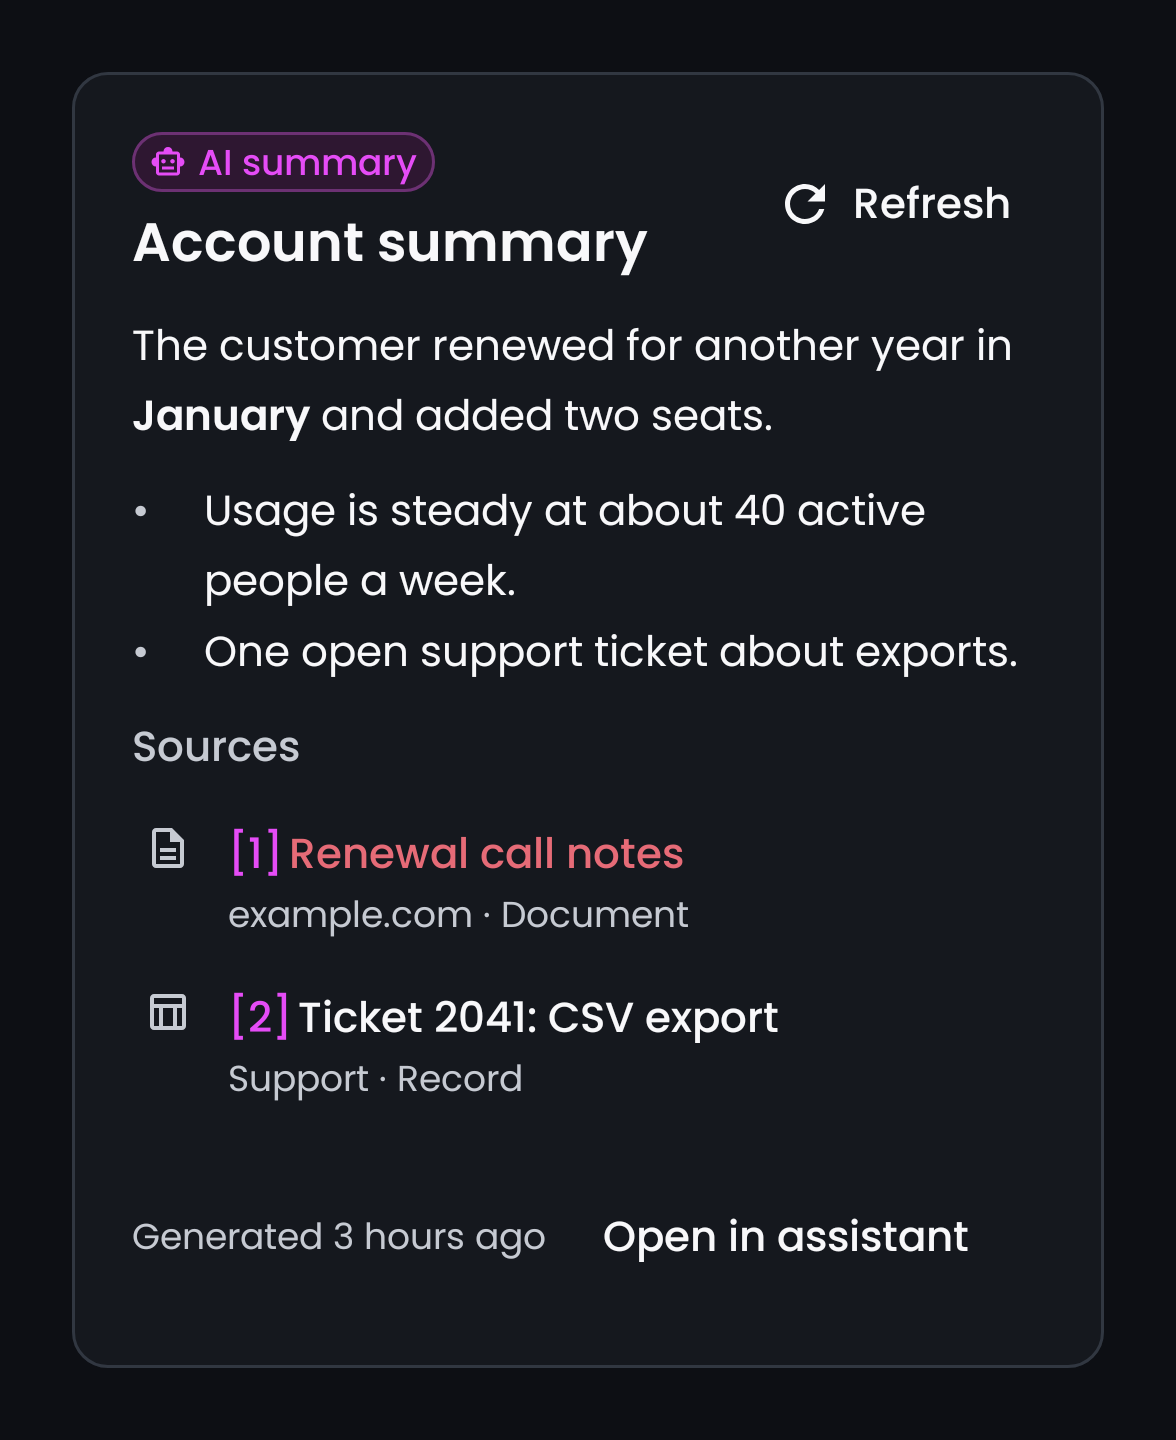 AI summary
Refresh
Account summary
The customer renewed for another year in
January and added two seats.
• Usage is steady at about 40 active
people a week.
• One open support ticket about exports.
Sources
[1] Renewal call notes
example.com · Document
[2] Ticket 2041: CSV export
Support · Record
Generated 3 hours ago
Open in assistant